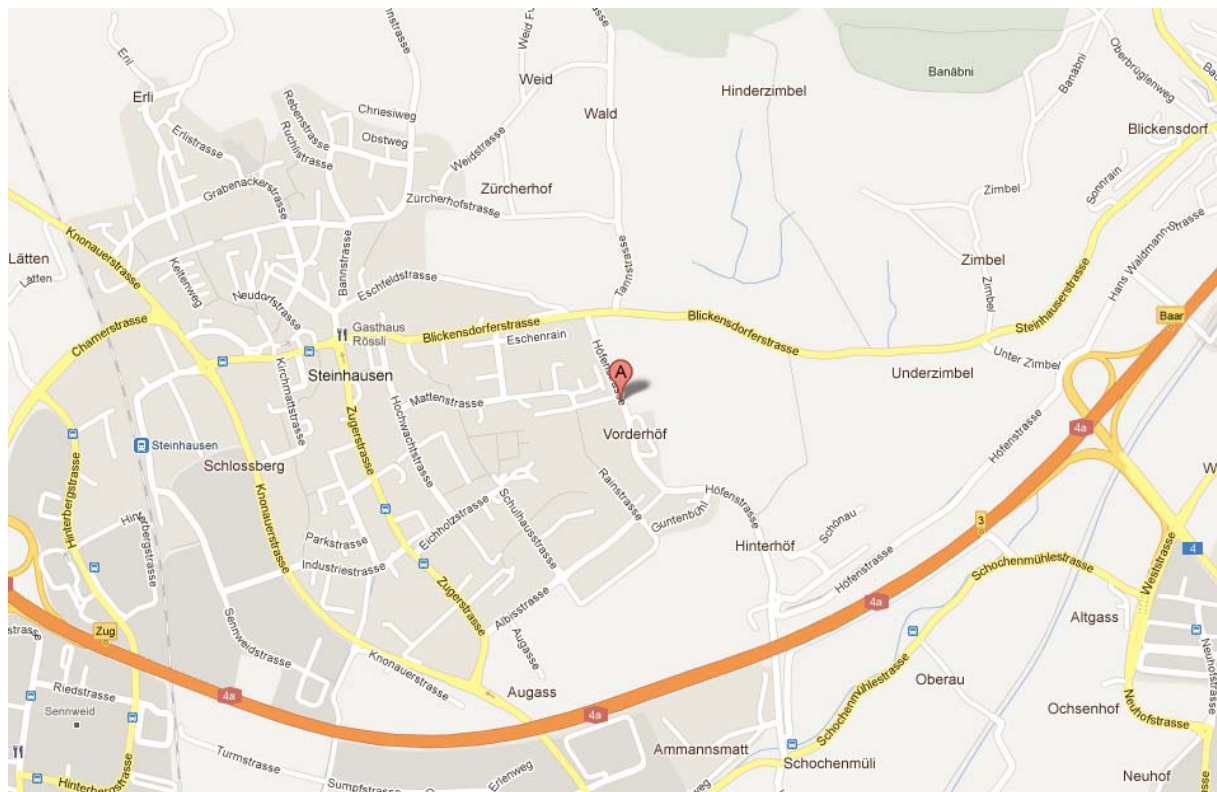 Erli
Erli
Erlistrasse
Grabenackerstrasse
Rebenstrasse
Ruchlistrasse
Chriesiweg
Obstweg
Weid
Weidstrasse
Wald
Zürcherhof
Zürcherhofstrasse
Hinderzimbel
Banäbni
Banäbni
Oberbrüglenweg
Blickensdorf
Sonnrain
Zimbel
Zimbel
Zimbel
Steinhauserstrasse
Baar
Lätten
Lätten
Knonauerstrasse
Keltenweg
Neudorfstrasse
Bannstrasse
Eschfeldstrasse
Tannstrasse
Chamerstrasse
Gasthaus
Rössli
Blickensdorferstrasse
Eschenrain
Blickensdorferstrasse
Unter Zimbel
Underzimbel
Steinhausen
Kirchmattstrasse
Mattenstrasse
A
Vorderhöf
Hochwachtstrasse
Zugerstrasse
Steinhausen
Schlossberg
Hinterbergstrasse
Hinterbergstrasse
Knonauerstrasse
Rainstrasse
Höfenstrasse
Höfenstrasse
4a
Guntenbühl
Schönau
Hinterhöf
Höfenstrasse
3
4
Schochenmühlestrasse
Weststrasse
Parkstrasse
Industriestrasse
Eichholzstrasse
Schulhausstrasse
Zugerstrasse
Albisstrasse
Augasse
4a
Altgass
Zug
Sennweidstrasse
Knonauerstrasse
Augass
Riedstrasse
Sennweid
4a
4a
Oberau
Ochsenhof
Neuhofstrasse
Schochenmühlestrasse
Ammannsmatt
Schochenmüli
Neuhof
Turmstrasse
Sumpfstrasse
Erlenweg
Hinterbergstrasse